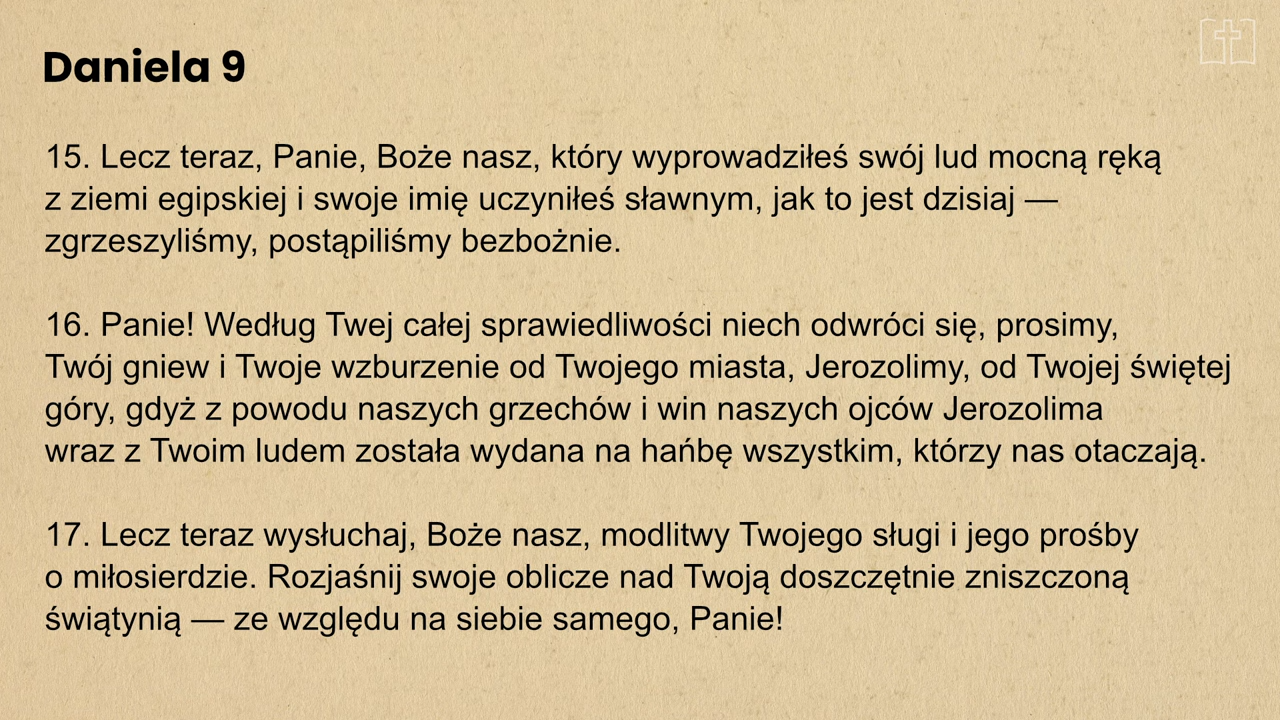 Daniela 9
15. Lecz teraz, Panie, Boże nasz, który wyprowadziłeś swój lud mocną ręką
z ziemi egipskiej i swoje imię uczyniłeś sławnym, jak to jest dzisiaj —
zgrzeszyliśmy, postąpiliśmy bezbożnie.
16. Panie! Według Twej całej sprawiedliwości niech odwróci się, prosimy,
Twój gniew i Twoje wzburzenie od Twojego miasta, Jerozolimy, od Twojej świętej
góry, gdyż z powodu naszych grzechów i win naszych ojców Jerozolima
wraz z Twoim ludem została wydana na hańbę wszystkim, którzy nas otaczają.
17. Lecz teraz wysłuchaj, Boże nasz, modlitwy Twojego sługi i jego prośby
o miłosierdzie. Rozjaśnij swoje oblicze nad Twoją doszczętnie zniszczoną
świątynią — ze względu na siebie samego, Panie!